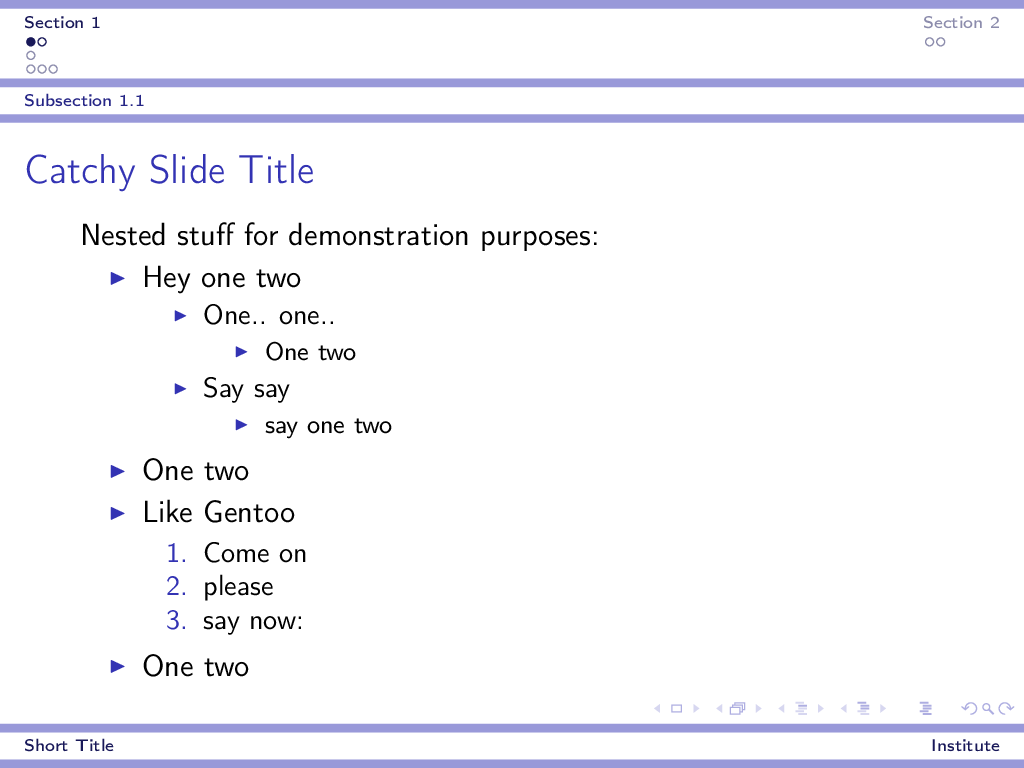 Section 1
Section 2
Subsection 1.1
Catchy Slide Title
Nested stuff for demonstration purposes:
Hey one two
One.. one..
One two
Say say
say one two
One two
Like Gentoo
1. Come on
2. please
3. say now:
One two
Short Title
Institute